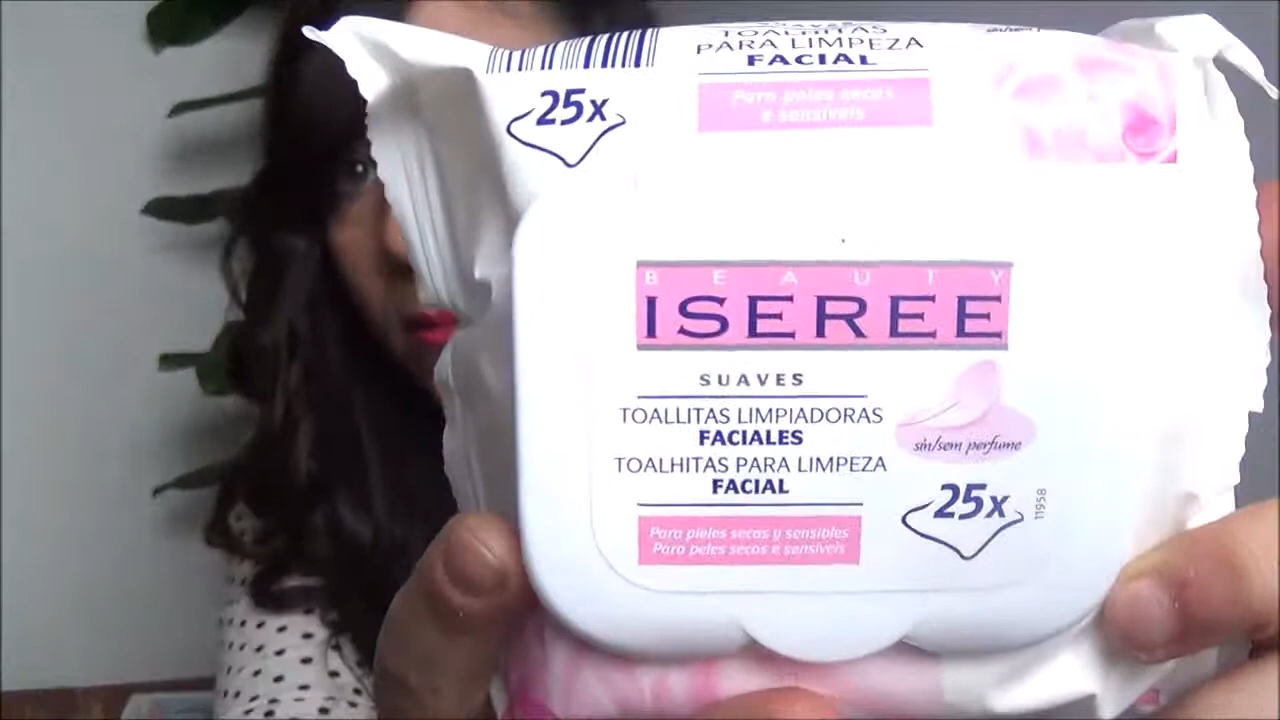 TOALHITAS
PARA LIMPEZA
FACIAL
Para peles secas
e sensíveis
25x
BEAUTY
ISEREE
SUAVES
TOALLITAS LIMPIADORAS
FACIALES
TOALHITAS PARA LIMPEZA
FACIAL
Para pieles secas y sensibles
Para peles secas e sensíveis
sin/sem perfume
25x
11958